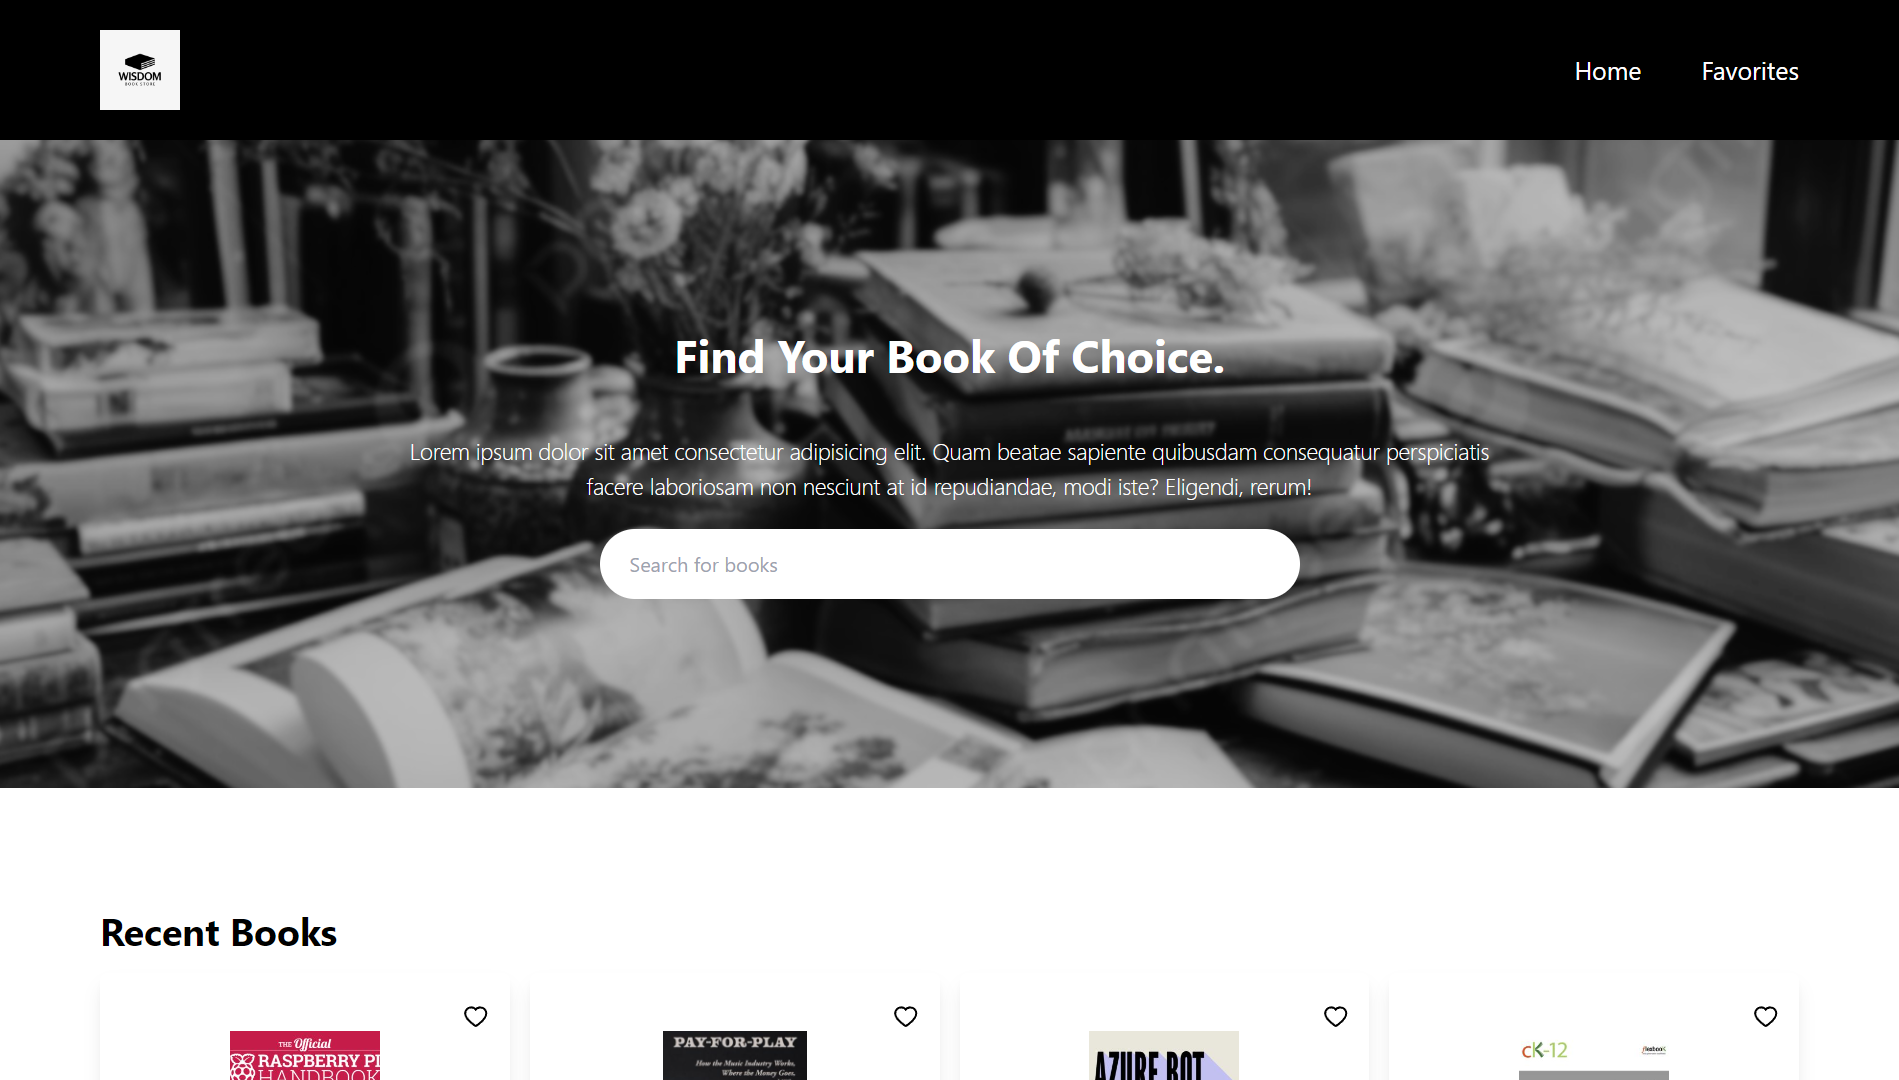 WISDOM
BOOK STORE
Home
Favorites
Find Your Book Of Choice.
Lorem ipsum dolor sit amet consectetur adipisicing elit. Quam beatae sapiente quibusdam consequatur perspiciatis
facere laboriosam non nesciunt at id repudiandae, modi iste? Eligendi, rerum!
Search for books
Recent Books
THE Official
RASPBERRY PI
HANDBOOK
PAY-FOR-PLAY
How the Music Industry Works,
Where the Money Goes,
AZURE BOT
cK-12
flexbook